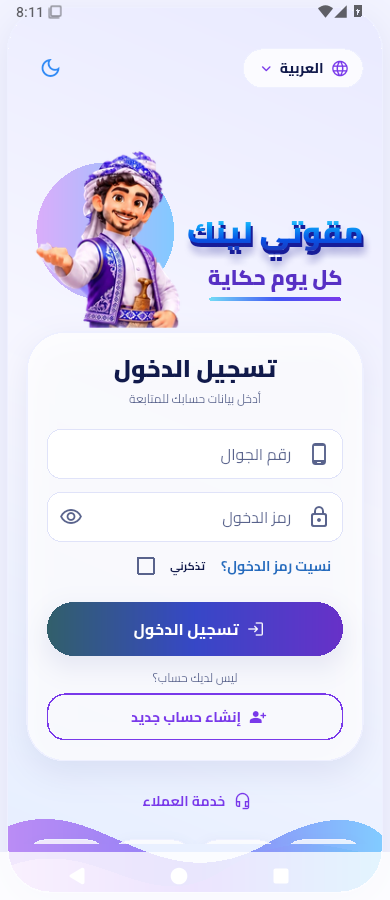 8:11
العربية
مقوتي لينك
كل يوم حكاية
تسجيل الدخول
أدخل بيانات حسابك للمتابعة
رقم الجوال
رمز الدخول
نسيت رمز الدخول؟ تذكرني
تسجيل الدخول
ليس لديك حساب؟
إنشاء حساب جديد
خدمة العملاء